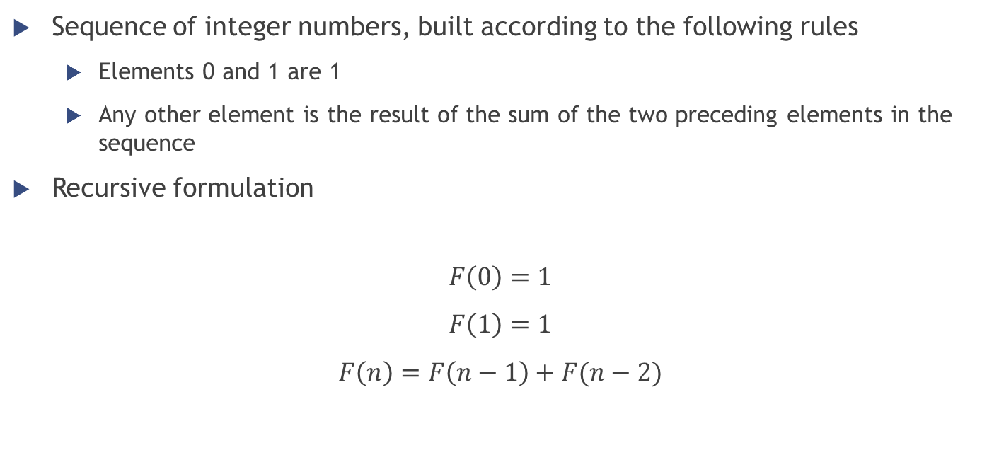 Sequence of integer numbers, built according to the following rules
Elements 0 and 1 are 1
Any other element is the result of the sum of the two preceding elements in the
sequence
Recursive formulation
F(0) = 1
F(1) = 1
F(n) = F(n − 1) + F(n − 2)